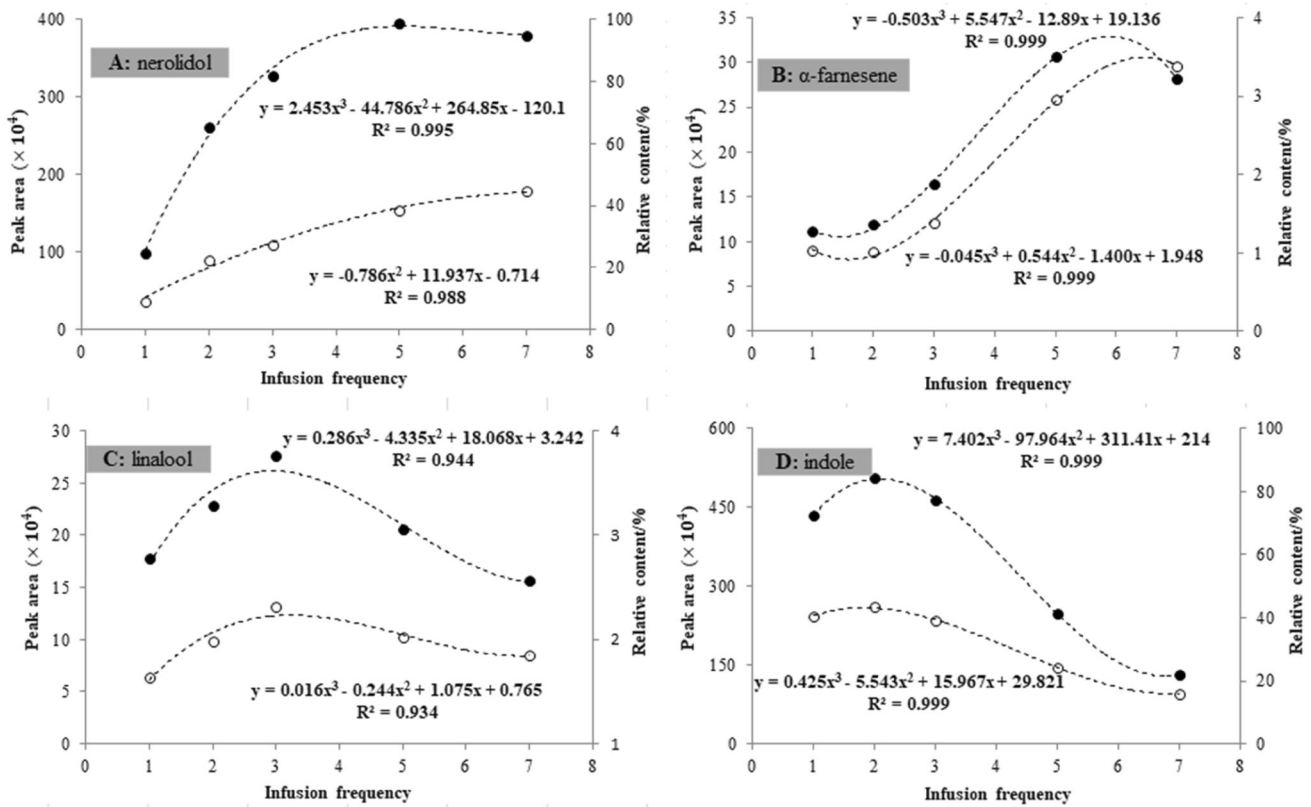 A: nerolidol
y = 2.453x³ - 44.786x² + 264.85x - 120.1
R² = 0.995
y = -0.786x² + 11.937x - 0.714
R² = 0.988
Peak area (×10⁴)
400
300
200
100
0
Relative content/%
100
80
60
40
20
0
0 1 2 3 4 5 6 7 8
Infusion frequency
B: α-farnesene
y = -0.503x³ + 5.547x² - 12.89x + 19.136
R² = 0.999
y = -0.045x³ + 0.544x² - 1.400x + 1.948
R² = 0.999
Peak area (×10⁴)
35
30
25
20
15
10
5
0
Relative content/%
4
3
2
1
0
0 1 2 3 4 5 6 7 8
Infusion frequency
C: linalool
y = 0.286x³ - 4.335x² + 18.068x + 3.242
R² = 0.944
y = 0.016x³ - 0.244x² + 1.075x + 0.765
R² = 0.934
Peak area (×10⁴)
30
25
20
15
10
5
0
Relative content/%
4
3
2
1
0 1 2 3 4 5 6 7 8
Infusion frequency
D: indole
y = 7.402x³ - 97.964x² + 311.41x + 214
R² = 0.999
y = 0.425x³ - 5.543x² + 15.967x + 29.821
R² = 0.999
Peak area (×10⁴)
600
450
300
150
0
Relative content/%
100
80
60
40
20
0
0 1 2 3 4 5 6 7 8
Infusion frequency